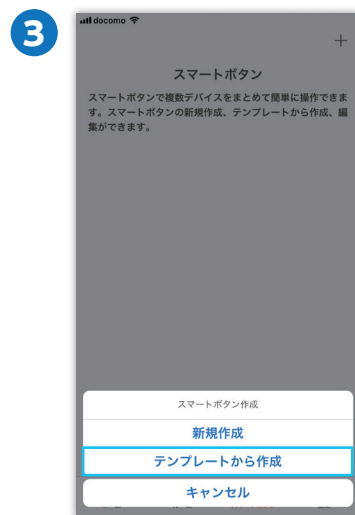 3
docomo
+
スマートボタン
スマートボタンで複数デバイスをまとめて簡単に操作できま
す。スマートボタンの新規作成、テンプレートから作成、編
集ができます。
スマートボタン作成
新規作成
テンプレートから作成
キャンセル